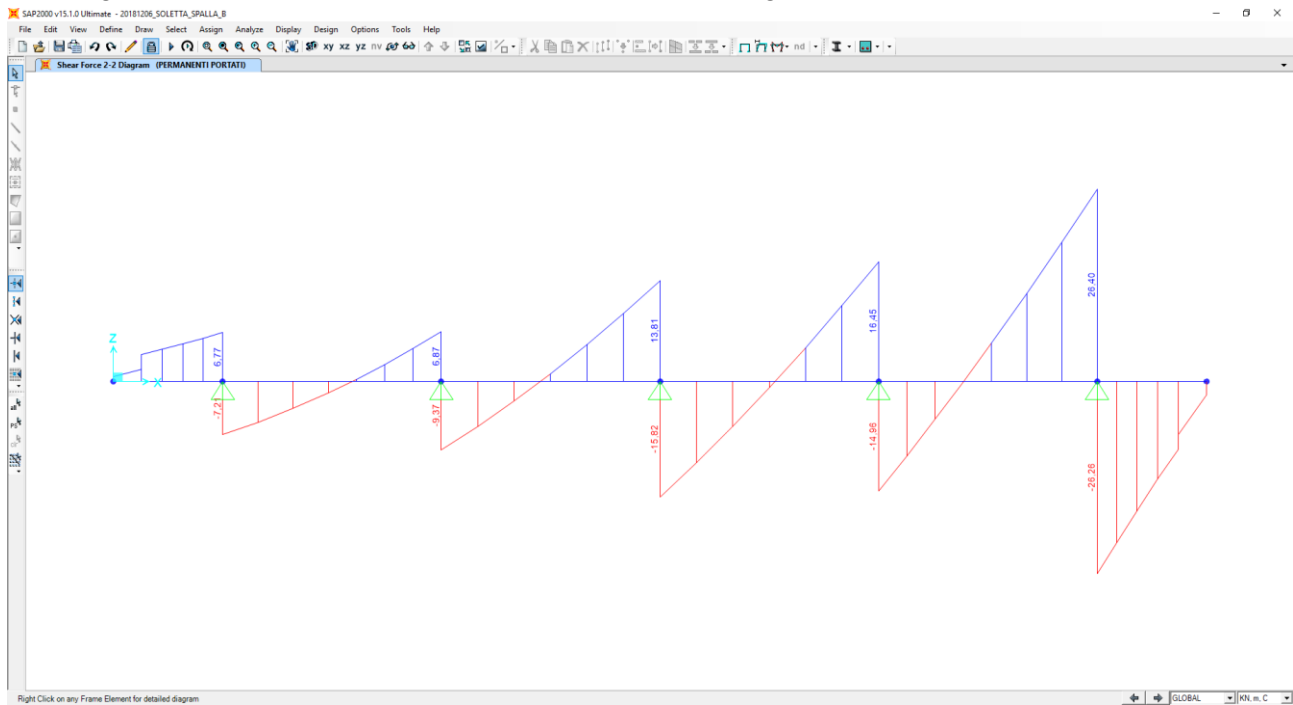 SAP2000 v15.1.0 Ultimate - 20181206_SOLETTA_SPALLA_B
File Edit View Define Draw Select Assign Analyze Display Design Options Tools Help
xy xz yz nv nd
Shear Force 2-2 Diagram (PERMANENTI PORTATI)
Z
X
6,77
-7,21
6,87
-9,37
13,81
-15,82
16,45
-14,96
26,40
-26,26
Right Click on any Frame Element for detailed diagram
GLOBAL
KN, m, C